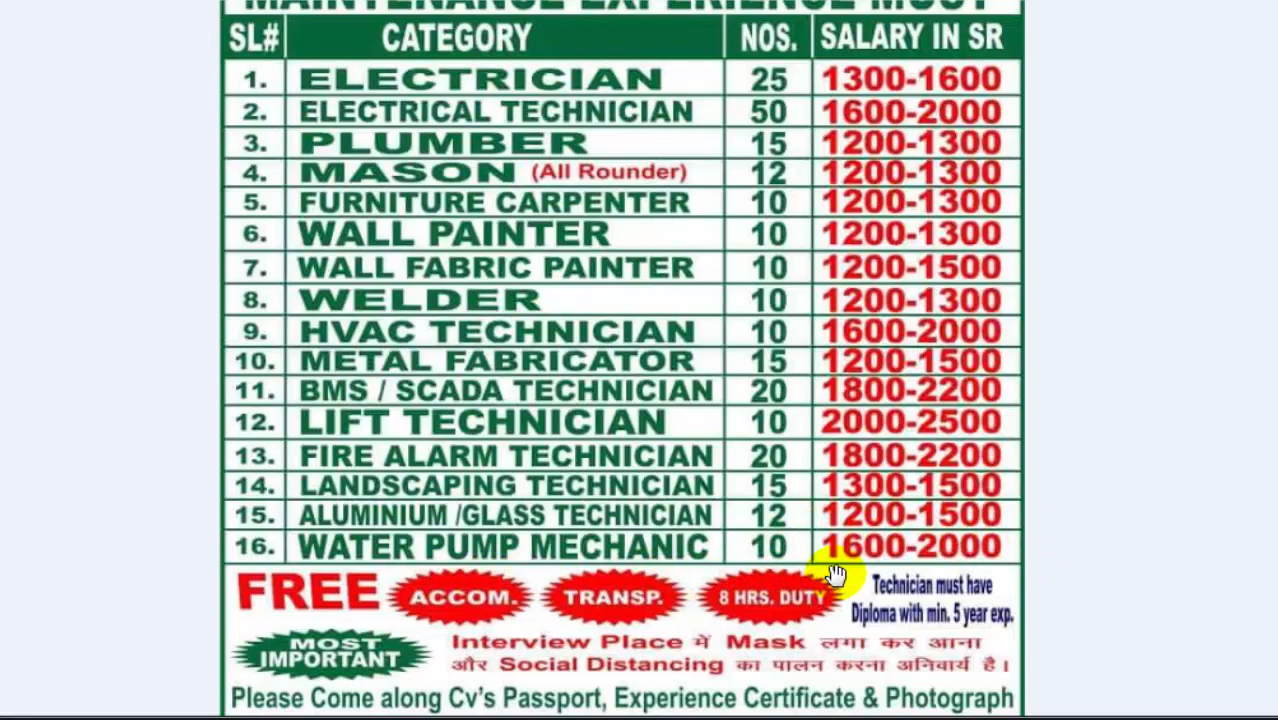 MAINTENANCE EXPERIENCE MUST
SL# CATEGORY NOS. SALARY IN SR
1. ELECTRICIAN 25 1300-1600
2. ELECTRICAL TECHNICIAN 50 1600-2000
3. PLUMBER 15 1200-1300
4. MASON (All Rounder) 12 1200-1300
5. FURNITURE CARPENTER 10 1200-1300
6. WALL PAINTER 10 1200-1300
7. WALL FABRIC PAINTER 10 1200-1500
8. WELDER 10 1200-1300
9. HVAC TECHNICIAN 10 1600-2000
10. METAL FABRICATOR 15 1200-1500
11. BMS / SCADA TECHNICIAN 20 1800-2200
12. LIFT TECHNICIAN 10 2000-2500
13. FIRE ALARM TECHNICIAN 20 1800-2200
14. LANDSCAPING TECHNICIAN 15 1300-1500
15. ALUMINIUM /GLASS TECHNICIAN 12 1200-1500
16. WATER PUMP MECHANIC 10 1600-2000
FREE ACCOM. TRANSP. 8 HRS. DUTY
Technician must have
Diploma with min. 5 year exp.
MOST
IMPORTANT
Interview Place में Mask लगा कर आना
और Social Distancing का पालन करना अनिवार्य है।
Please Come along Cv's Passport, Experience Certificate & Photograph